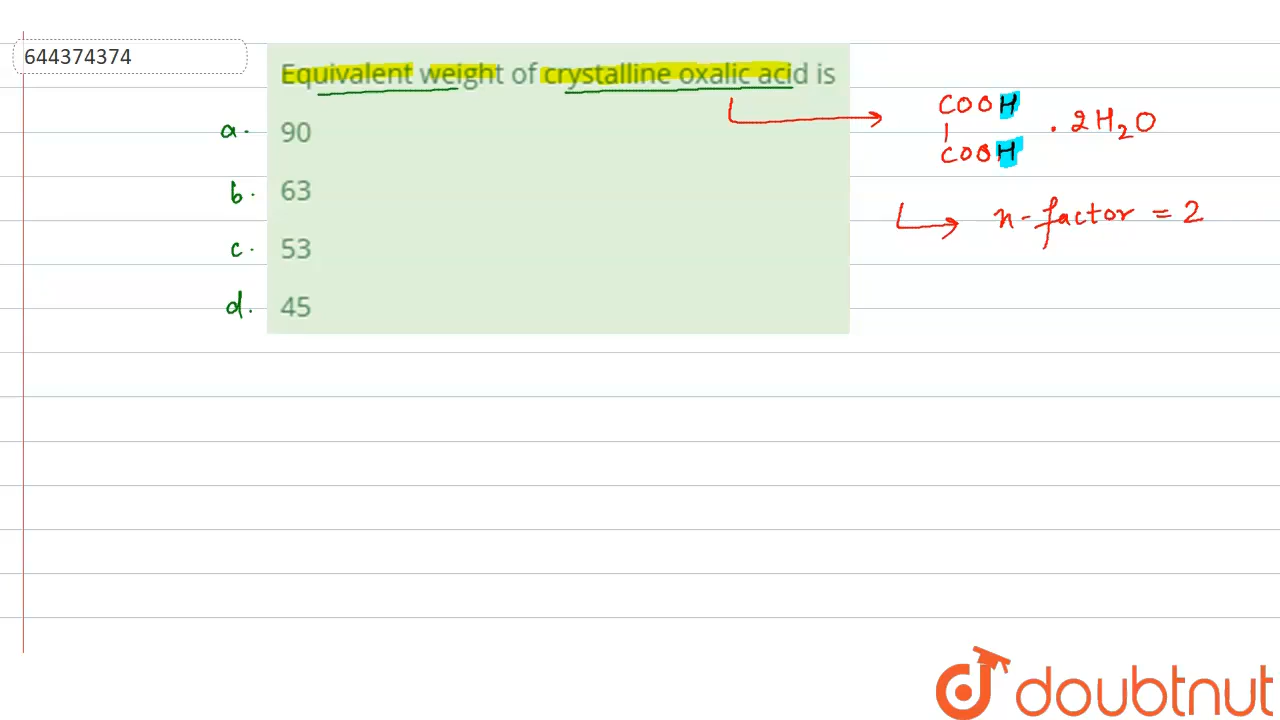 644374374
Equivalent weight of crystalline oxalic acid is
a. 90
b. 63
c. 53
d. 45
COOH
|
COOH
. 2H₂O
n-factor = 2
doubtnut